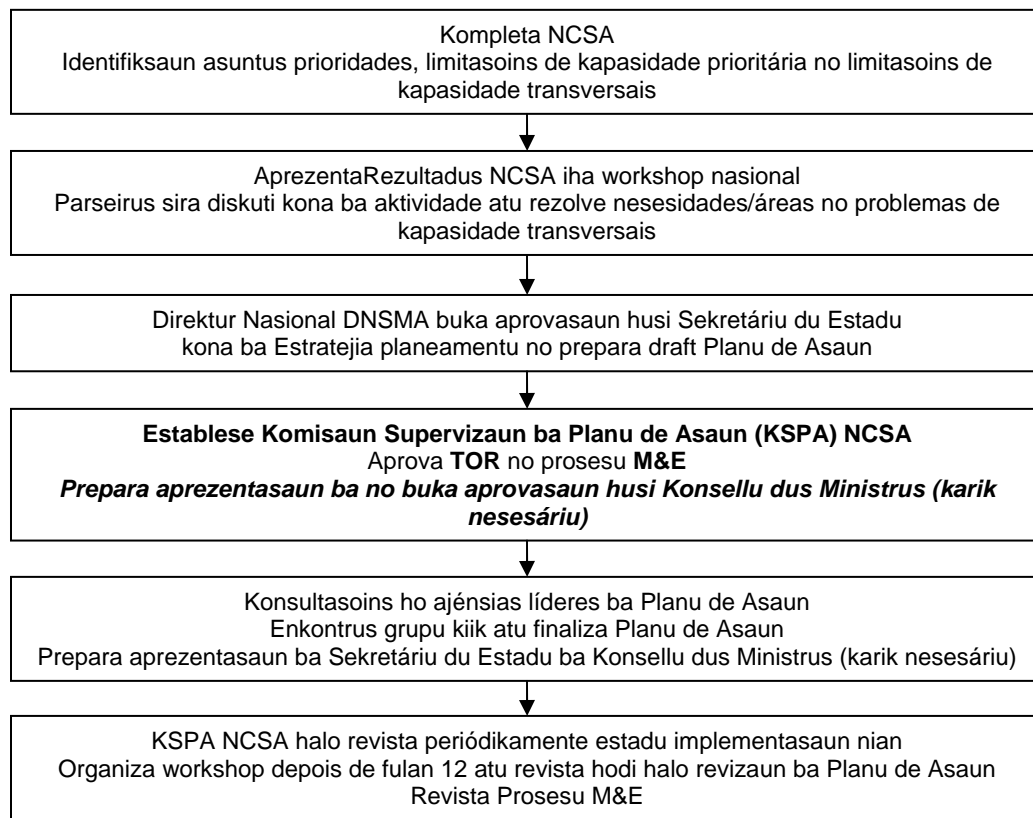 Kompleta NCSA
Identifiksaun asuntus prioridades, limitasoins de kapasidade prioritária no limitasoins de
kapasidade transversais
AprezentaRezultadus NCSA iha workshop nasional
Parseirus sira diskuti kona ba aktividade atu rezolve nesesidades/áreas no problemas de
kapasidade transversais
Direktur Nasional DNSMA buka aprovasaun husi Sekretáriu du Estadu
kona ba Estratejia planeamentu no prepara draft Planu de Asaun
Establese Komisaun Supervizaun ba Planu de Asaun (KSPA) NCSA
Aprova TOR no prosesu M&E
Prepara aprezentasaun ba no buka aprovasaun husi Konsellu dus Ministrus (karik
nesesáriu)
Konsultasoins ho ajénsias líderes ba Planu de Asaun
Enkontrus grupu kiik atu finaliza Planu de Asaun
Prepara aprezentasaun ba Sekretáriu du Estadu ba Konsellu dus Ministrus (karik nesesáriu)
KSPA NCSA halo revista periódikamente estadu implementasaun nian
Organiza workshop depois de fulan 12 atu revista hodi halo revizaun ba Planu de Asaun
Revista Prosesu M&E